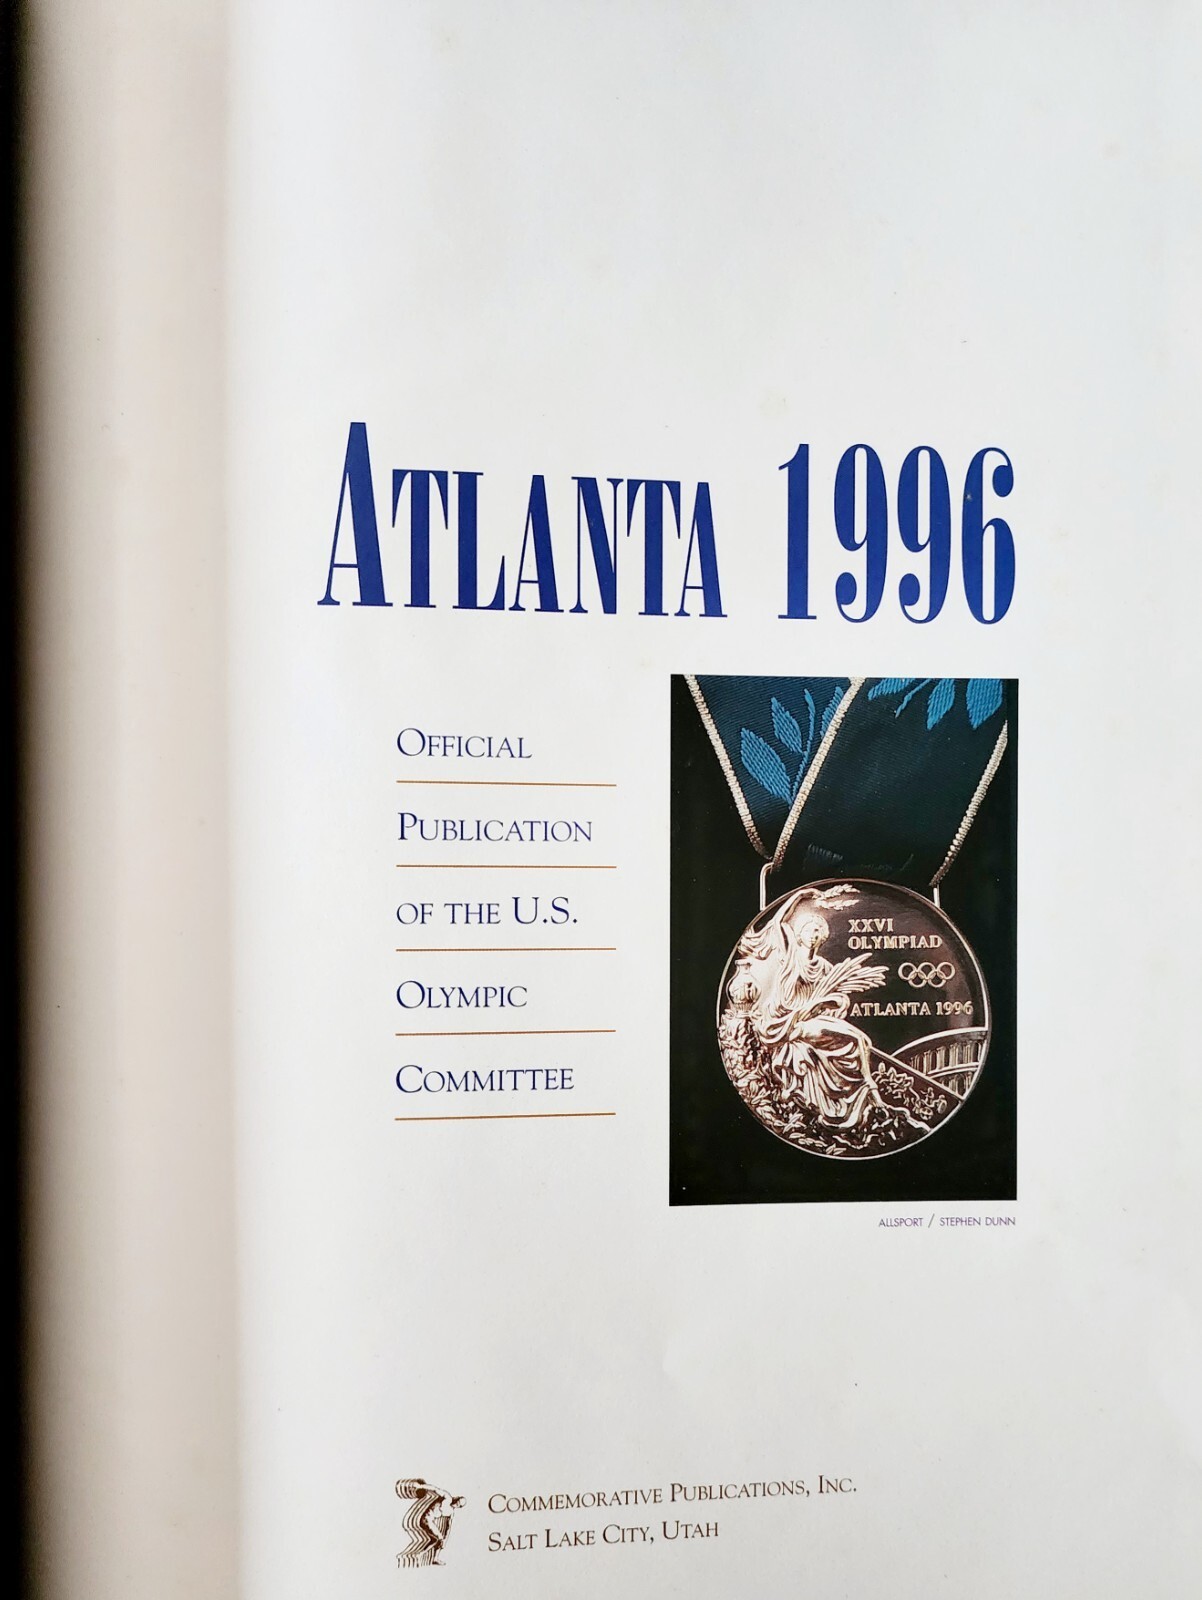 ATLANTA 1996
OFFICIAL
PUBLICATION
OF THE U.S.
OLYMPIC
COMMITTEE
XXVI
OLYMPIAD
ATLANTA 1996
ALLSPORT / STEPHEN DUNN
COMMEMORATIVE PUBLICATIONS, INC.
SALT LAKE CITY, UTAH